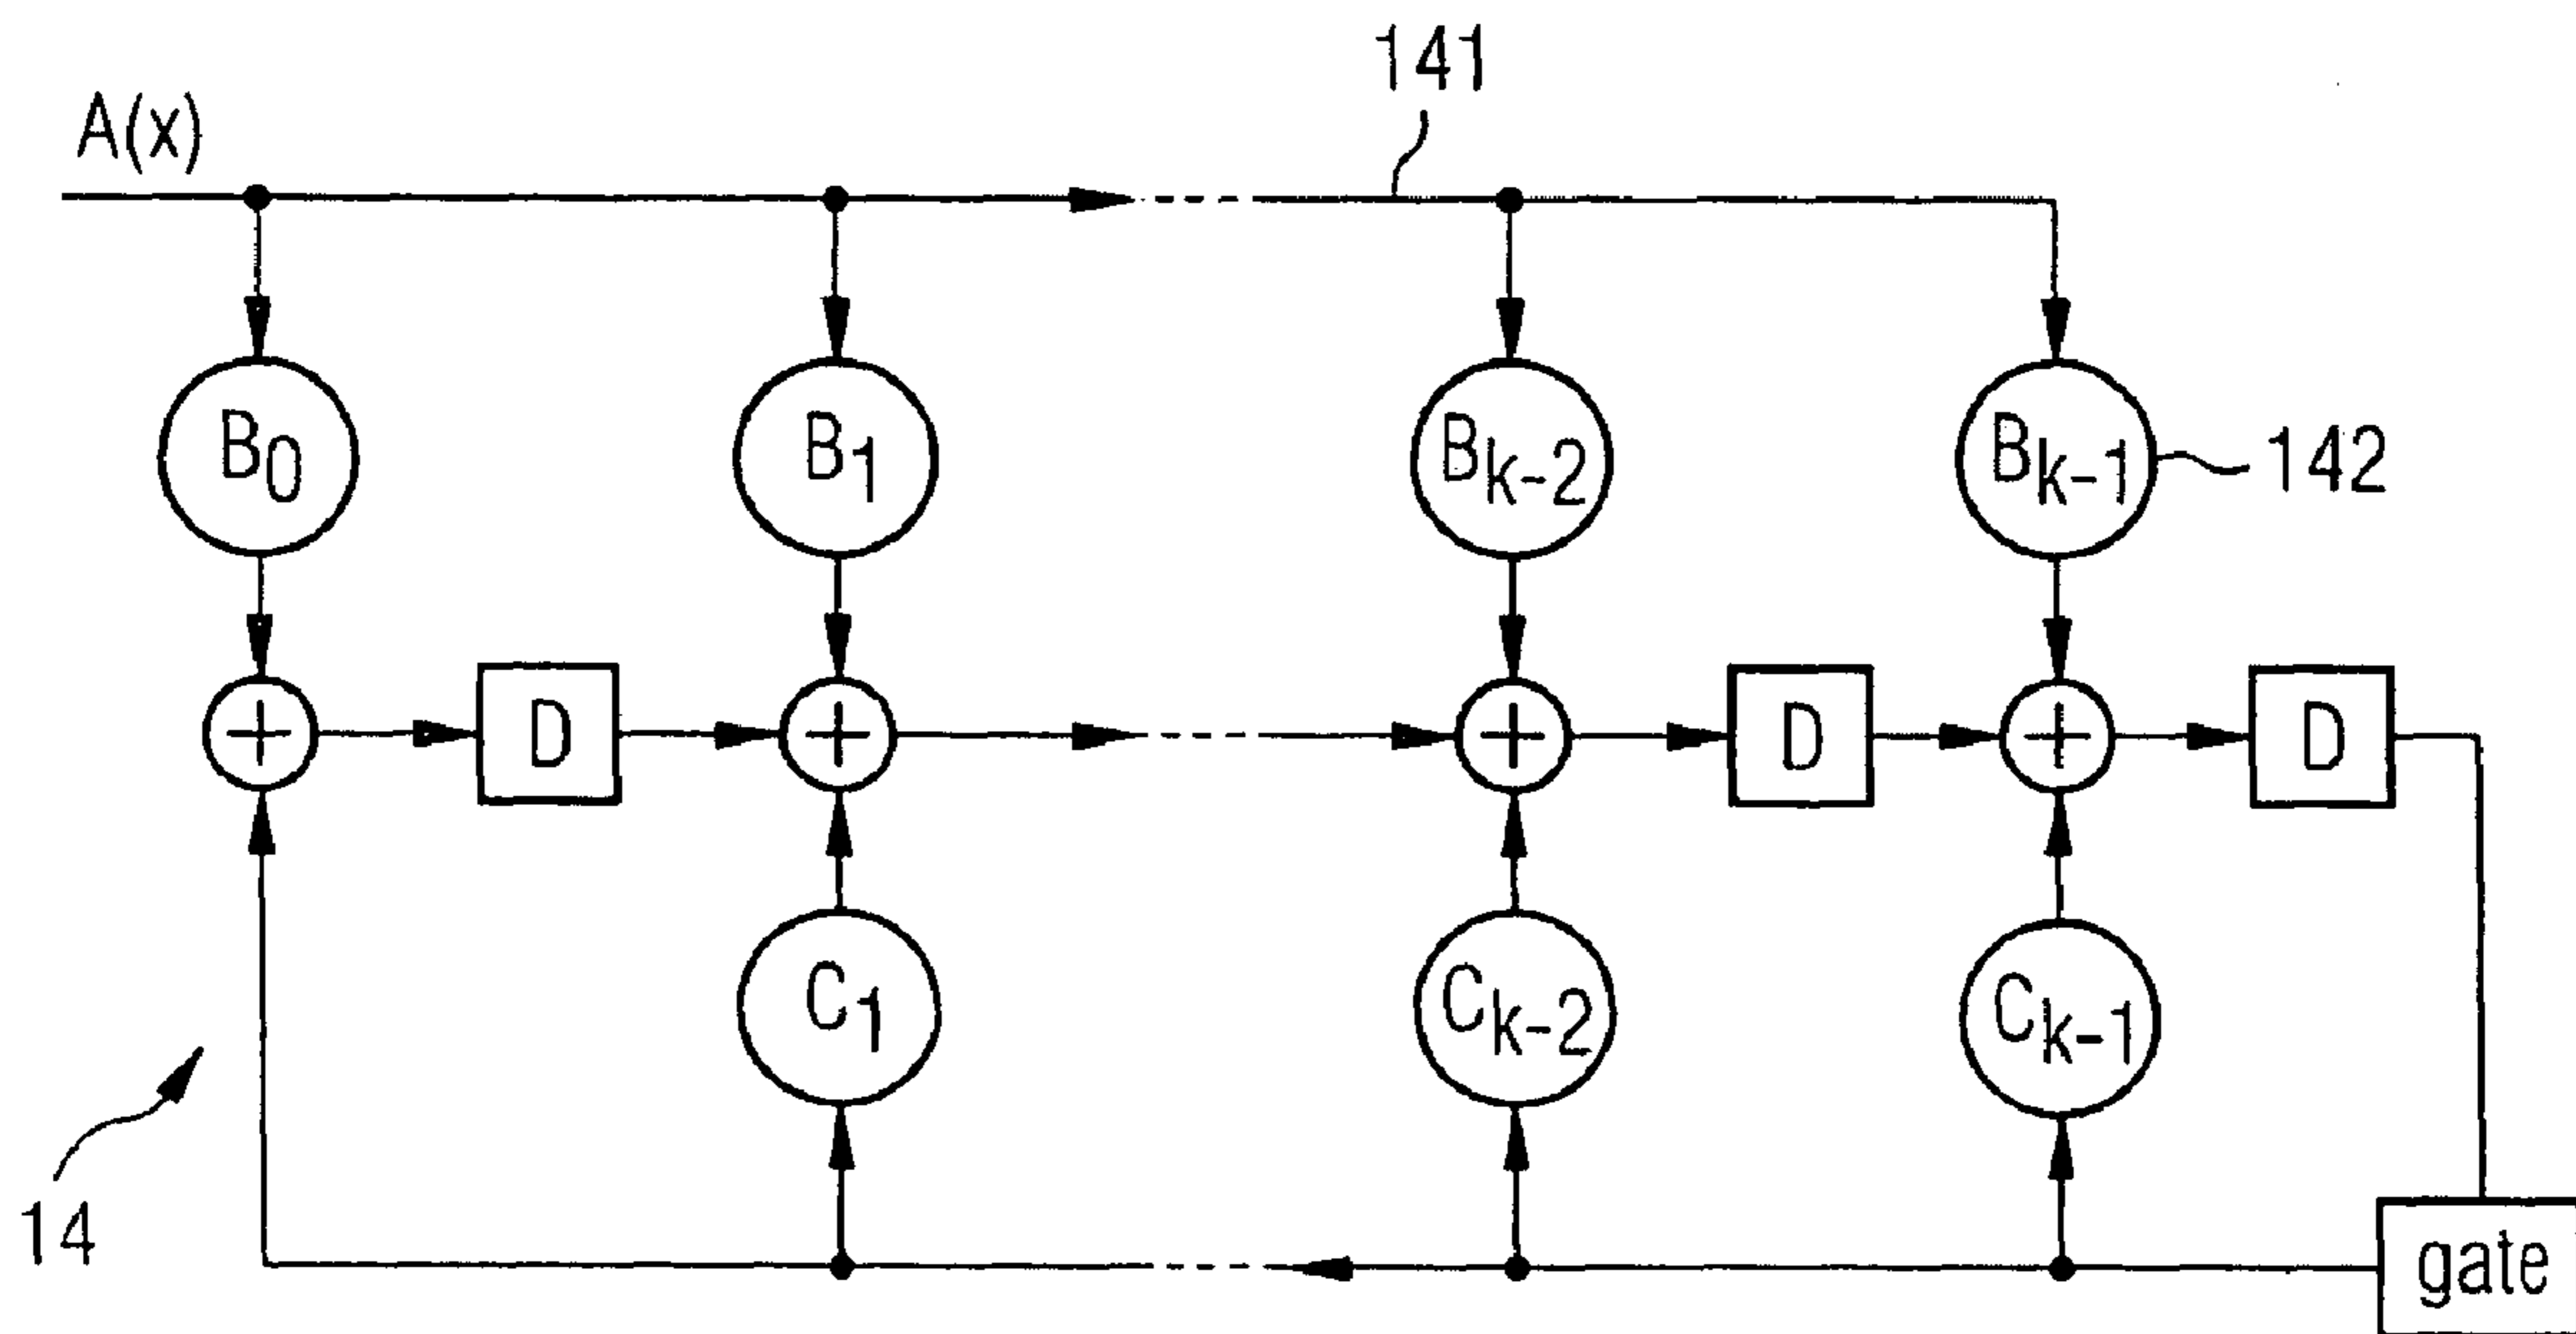 141
A(x)
B0 B1 Bk-2 Bk-1 142
+ D + + D + D
C1 Ck-2 Ck-1
14
gate